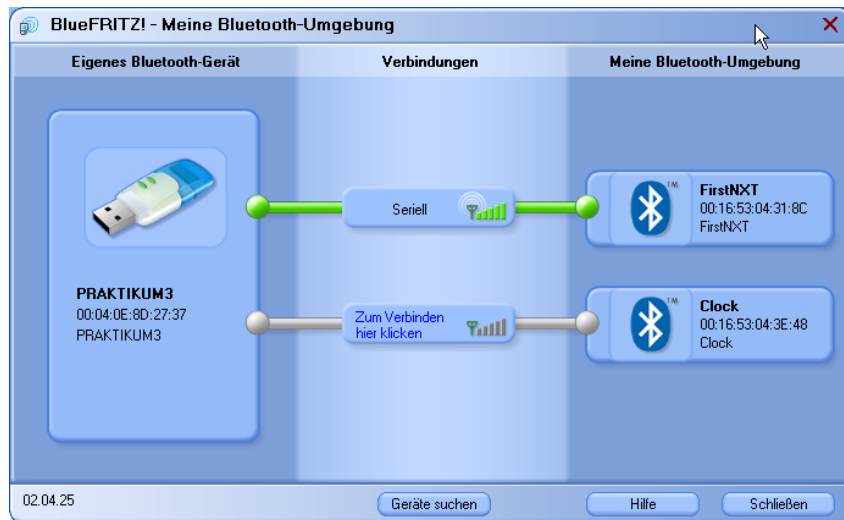 BlueFRITZ! - Meine Bluetooth-Umgebung
Eigenes Bluetooth-Gerät
Verbindungen
Meine Bluetooth-Umgebung
PRAKTIKUM3
00:04:0E:8D:27:37
PRAKTIKUM3
Seriell
Zum Verbinden
hier klicken
TM
FirstNXT
00:16:53:04:31:8C
FirstNXT
TM
Clock
00:16:53:04:3E:48
Clock
02.04.25
Geräte suchen
Hilfe
Schließen